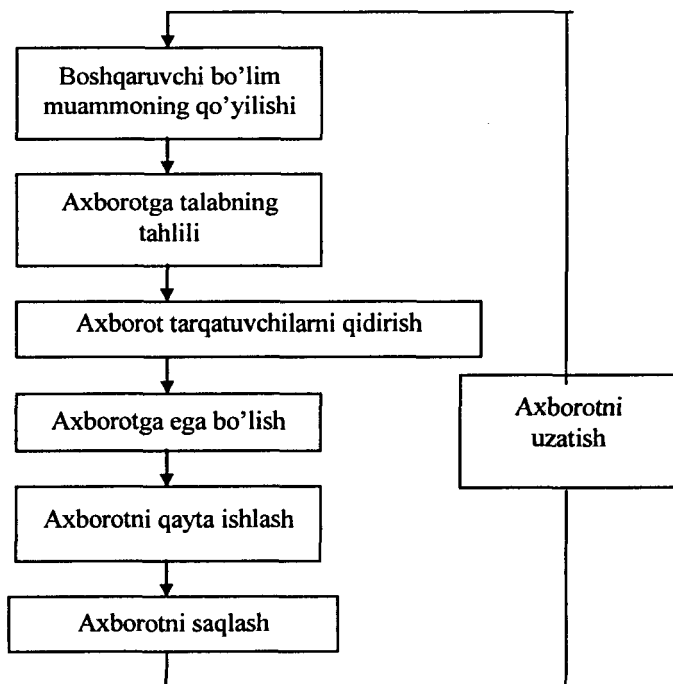 Boshqaruvchi bo’lim
muammoning qo’yilishi
Axborotga talabning
tahlili
Axborot tarqatuvchilarni qidirish
Axborotga ega bo’lish
Axborotni
uzatish
Axborotni qayta ishlash
Axborotni saqlash